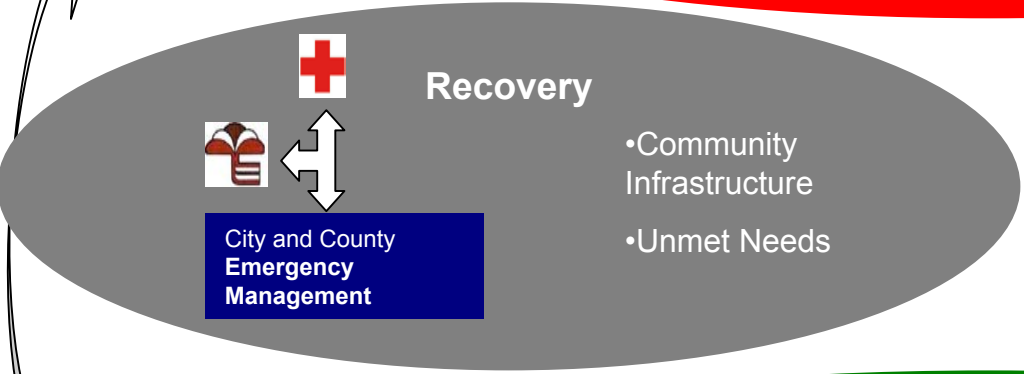 Recovery
•Community
Infrastructure
•Unmet Needs
City and County
Emergency
Management